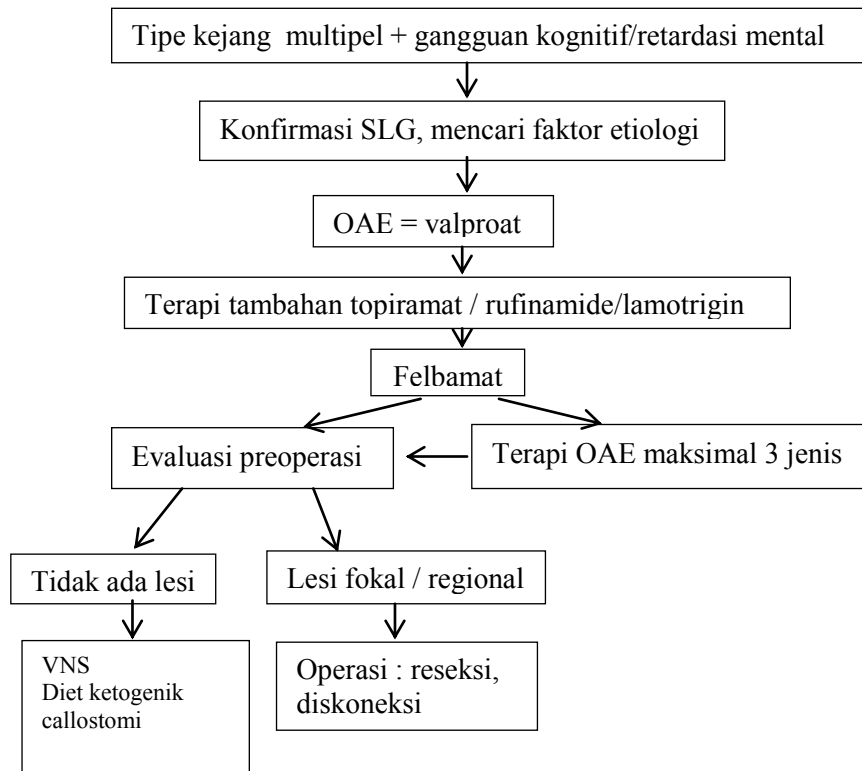 Tipe kejang multipel + gangguan kognitif/retardasi mental
Konfirmasi SLG, mencari faktor etiologi
OAE = valproat
Terapi tambahan topiramat / rufinamide/lamotrigin
Felbamat
Evaluasi preoperasi
Terapi OAE maksimal 3 jenis
Tidak ada lesi
Lesi fokal / regional
VNS
Diet ketogenik
callostomi
Operasi : reseksi,
diskoneksi